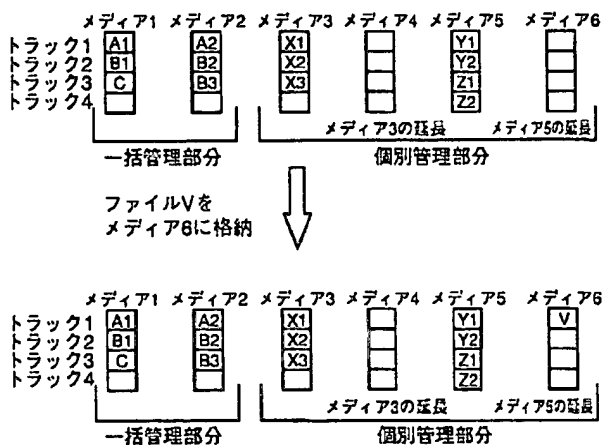 メディア1 メディア2 メディア3 メディア4 メディア5 メディア6
トラック1 A1 A2 X1 Y1
トラック2 B1 B2 X2 Y2
トラック3 C B3 X3 Z1
トラック4 Z2
メディア3の延長 メディア5の延長
一括管理部分 個別管理部分
ファイルVを
メディア6に格納
メディア1 メディア2 メディア3 メディア4 メディア5 メディア6
トラック1 A1 A2 X1 Y1 V
トラック2 B1 B2 X2 Y2
トラック3 C B3 X3 Z1
トラック4 Z2
メディア3の延長 メディア5の延長
一括管理部分 個別管理部分